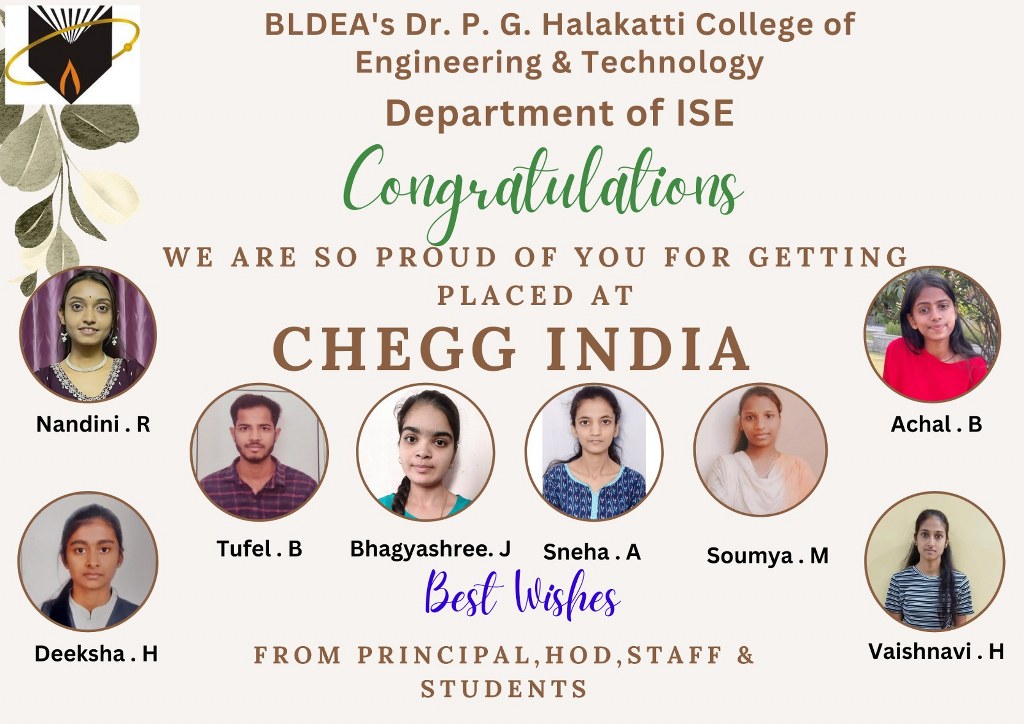 BLDEA's Dr. P. G. Halakatti College of
Engineering & Technology
Department of ISE
Congratulations
WE ARE SO PROUD OF YOU FOR GETTING
PLACED AT
CHEGG INDIA
Nandini . R
Achal . B
Tufel . B
Bhagyashree. J
Sneha . A
Soumya . M
Best Wishes
Deeksha . H
Vaishnavi . H
FROM PRINCIPAL,HOD,STAFF &
STUDENTS